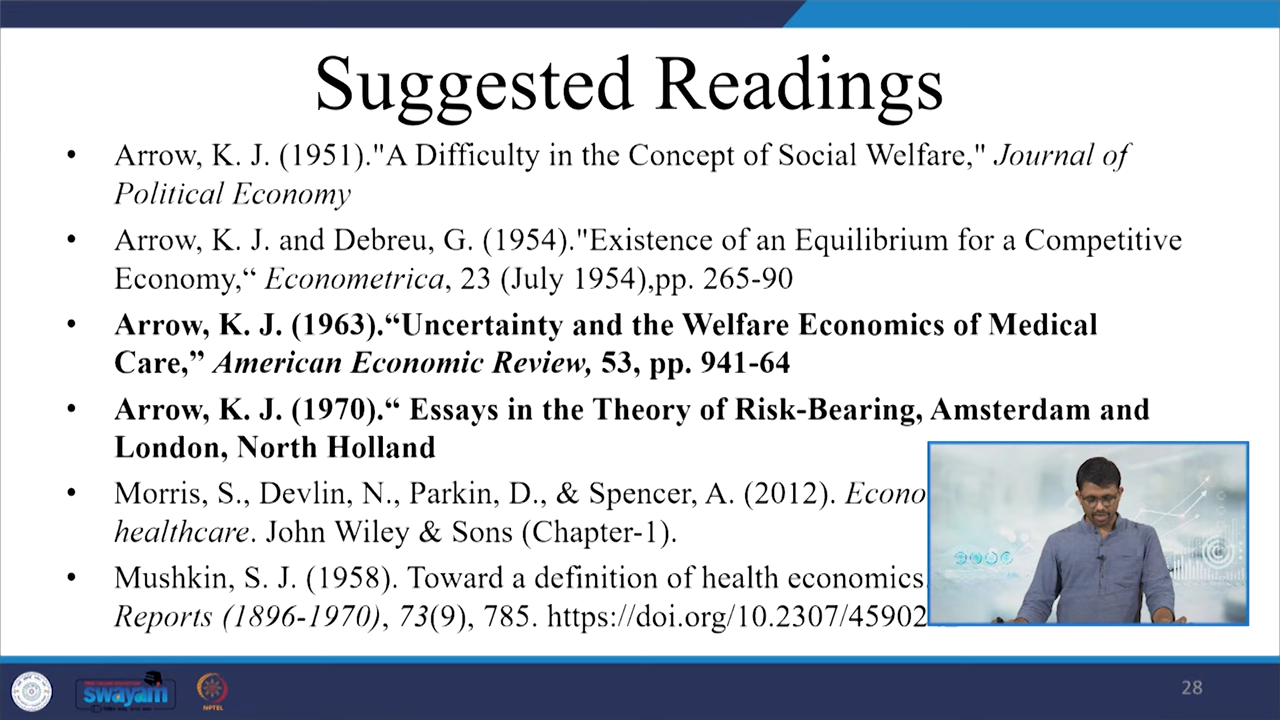 Suggested Readings
• Arrow, K. J. (1951)."A Difficulty in the Concept of Social Welfare," Journal of
Political Economy
• Arrow, K. J. and Debreu, G. (1954)."Existence of an Equilibrium for a Competitive
Economy,“ Econometrica, 23 (July 1954),pp. 265-90
• Arrow, K. J. (1963).“Uncertainty and the Welfare Economics of Medical
Care,” American Economic Review, 53, pp. 941-64
• Arrow, K. J. (1970).“ Essays in the Theory of Risk-Bearing, Amsterdam and
London, North Holland
• Morris, S., Devlin, N., Parkin, D., & Spencer, A. (2012). Econo
healthcare. John Wiley & Sons (Chapter-1).
• Mushkin, S. J. (1958). Toward a definition of health economics.
Reports (1896-1970), 73(9), 785. https://doi.org/10.2307/45902
swayam
NPTEL
28